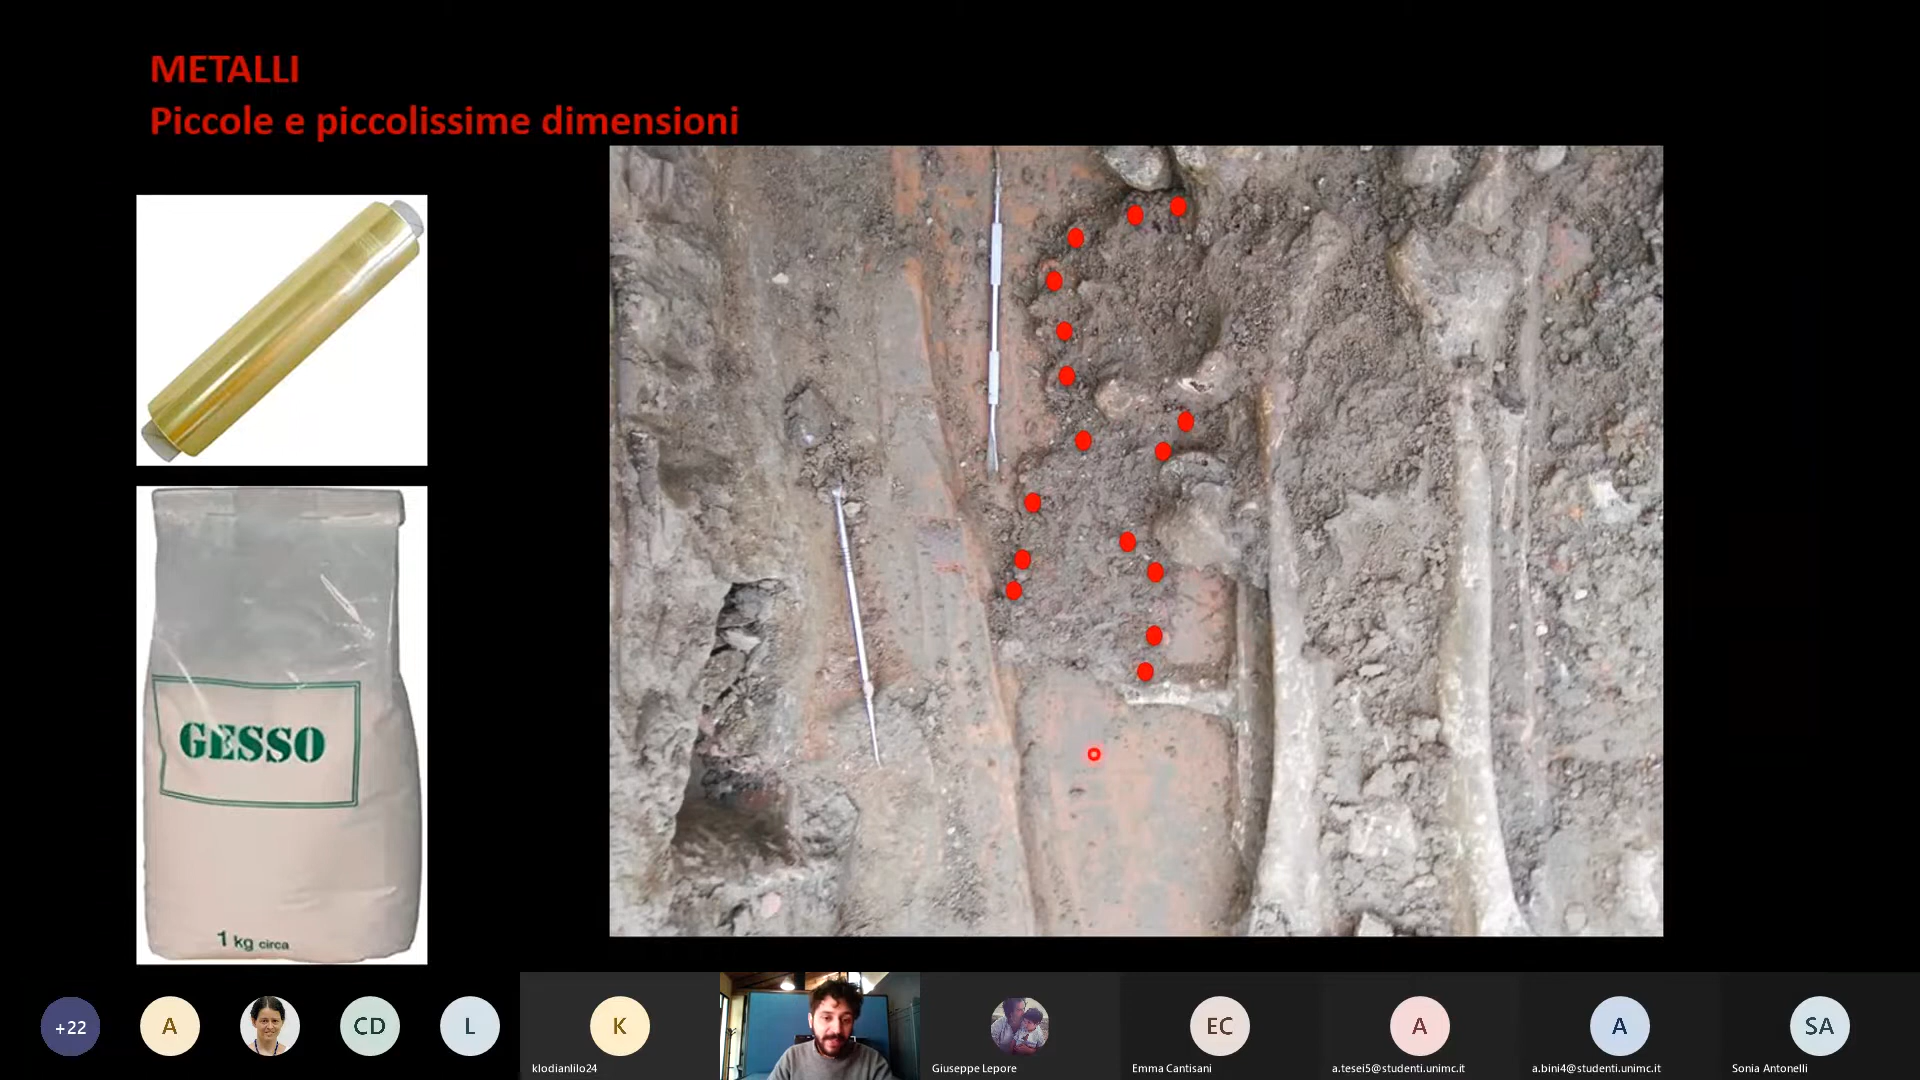 METALLI
Piccole e piccolissime dimensioni
GESSO
1 kg circa
+22
A
CD
L
K
EC
A
A
SA
klodianlilo24
Giuseppe Lepore
Emma Cantisani
a.tesei5@studenti.unimc.it
a.bini4@studenti.unimc.it
Sonia Antonelli